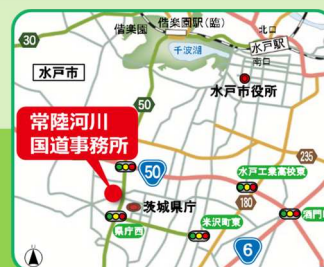 偕楽園
偕楽園駅(臨)
北口
水戸駅
南口
30
千波湖
水戸市
水戸市役所
50
常陸河川
国道事務所
50
水戸工業高校東
235
180
茨城県庁
県庁西
米沢町東
酒門
6